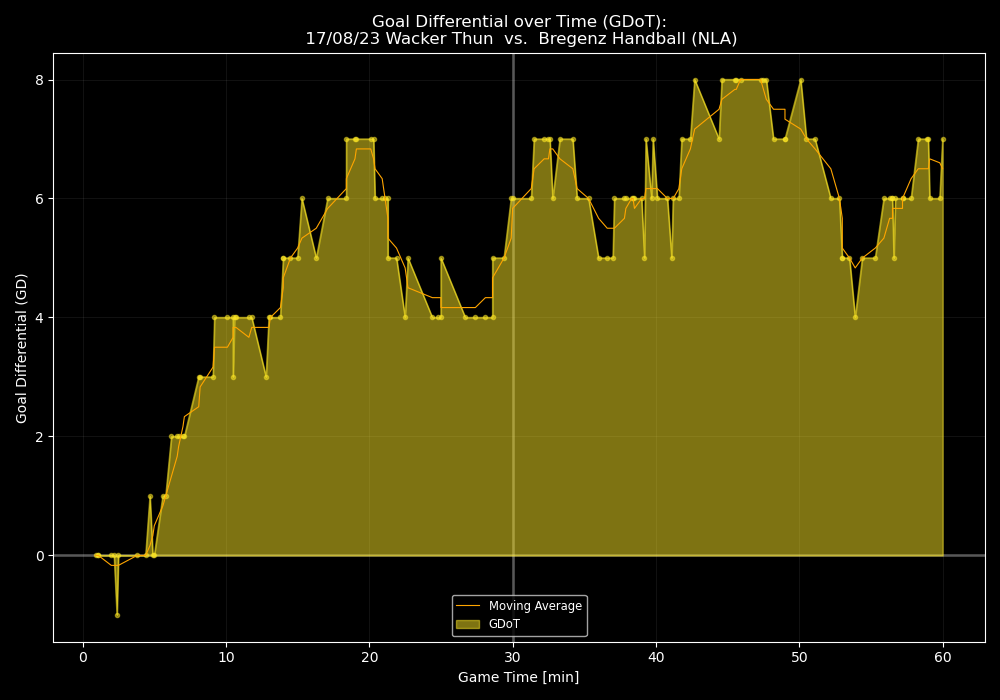 Goal Differential over Time (GDoT):
17/08/23 Wacker Thun  vs.  Bregenz Handball (NLA)
Goal Differential (GD)
8
6
4
2
0
Moving Average
GDoT
0 10 20 30 40 50 60
Game Time [min]